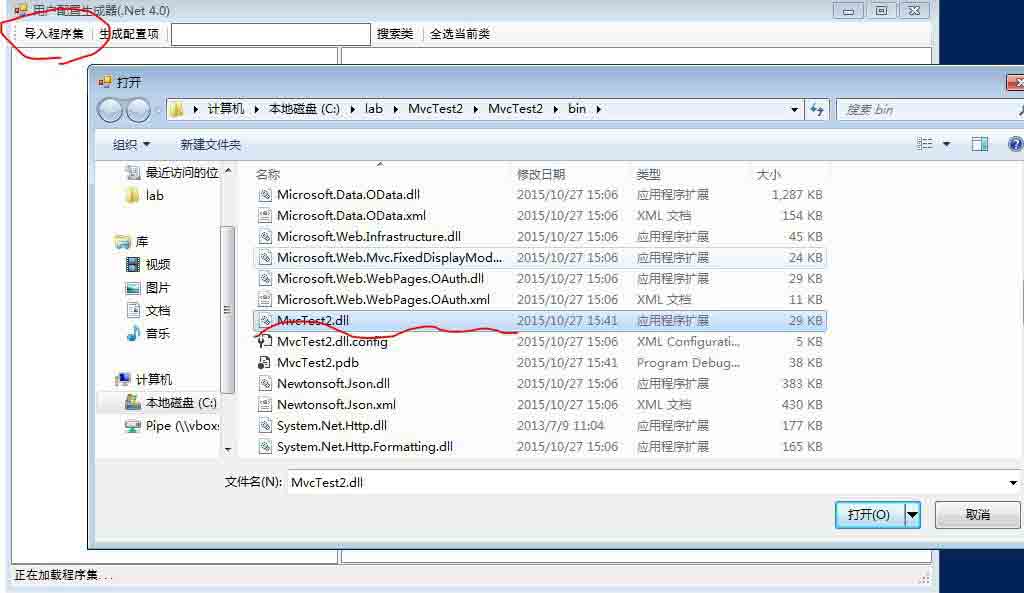 用户配置生成器(.Net 4.0)
导入程序集 生成配置项 搜索类 全选当前类
打开
计算机 本地磁盘 (C:) lab MvcTest2 MvcTest2 bin 搜索 bin
组织 新建文件夹
最近访问的位
lab
库
视频
图片
文档
音乐
计算机
本地磁盘 (C:)
Pipe (\\vbox
名称 修改日期 类型 大小
Microsoft.Data.OData.dll 2015/10/27 15:06 应用程序扩展 1,287 KB
Microsoft.Data.OData.xml 2015/10/27 15:06 XML 文档 154 KB
Microsoft.Web.Infrastructure.dll 2015/10/27 15:06 应用程序扩展 45 KB
Microsoft.Web.Mvc.FixedDisplayMod... 2015/10/27 15:06 应用程序扩展 24 KB
Microsoft.Web.WebPages.OAuth.dll 2015/10/27 15:06 应用程序扩展 29 KB
Microsoft.Web.WebPages.OAuth.xml 2015/10/27 15:06 XML 文档 11 KB
MvcTest2.dll 2015/10/27 15:41 应用程序扩展 29 KB
MvcTest2.dll.config 2015/10/27 15:06 XML Configurati... 5 KB
MvcTest2.pdb 2015/10/27 15:41 Program Debug... 38 KB
Newtonsoft.Json.dll 2015/10/27 15:06 应用程序扩展 383 KB
Newtonsoft.Json.xml 2015/10/27 15:06 XML 文档 430 KB
System.Net.Http.dll 2013/7/9 11:04 应用程序扩展 177 KB
System.Net.Http.Formatting.dll 2015/10/27 15:06 应用程序扩展 165 KB
文件名(N): MvcTest2.dll
打开(O) 取消
正在加载程序集...